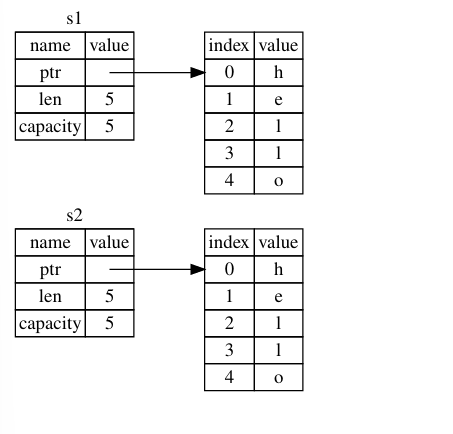 s1
name value index value
ptr 0 h
len 5 1 e
capacity 5 2 l
3 l
4 o
s2
name value index value
ptr 0 h
len 5 1 e
capacity 5 2 l
3 l
4 o